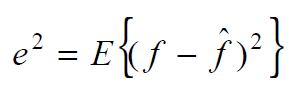 e² = E{(f − f̂)²}